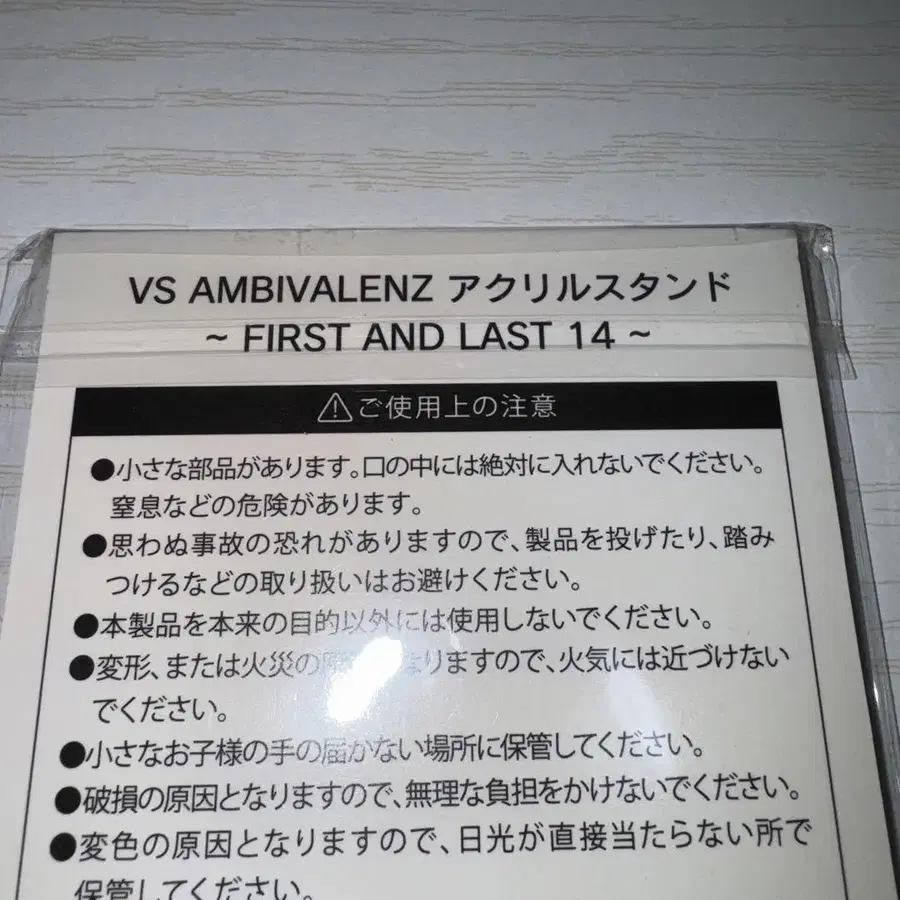 VS AMBIVALENZ アクリルスタンド
~ FIRST AND LAST 14 ~
⚠ご使用上の注意
●小さな部品があります。口の中には絶対に入れないでください。
窒息などの危険があります。
●思わぬ事故の恐れがありますので、製品を投げたり、踏み
つけるなどの取り扱いはお避けください。
●本製品を本来の目的以外には使用しないでください。
●変形、または火災の原 なりますので、火気には近づけない
でください。
●小さなお子様の手の届かない場所に保管してください。
●破損の原因となりますので、無理な負担をかけないでください。
●変色の原因となりますので、日光が直接当たらない所で
保管してください。